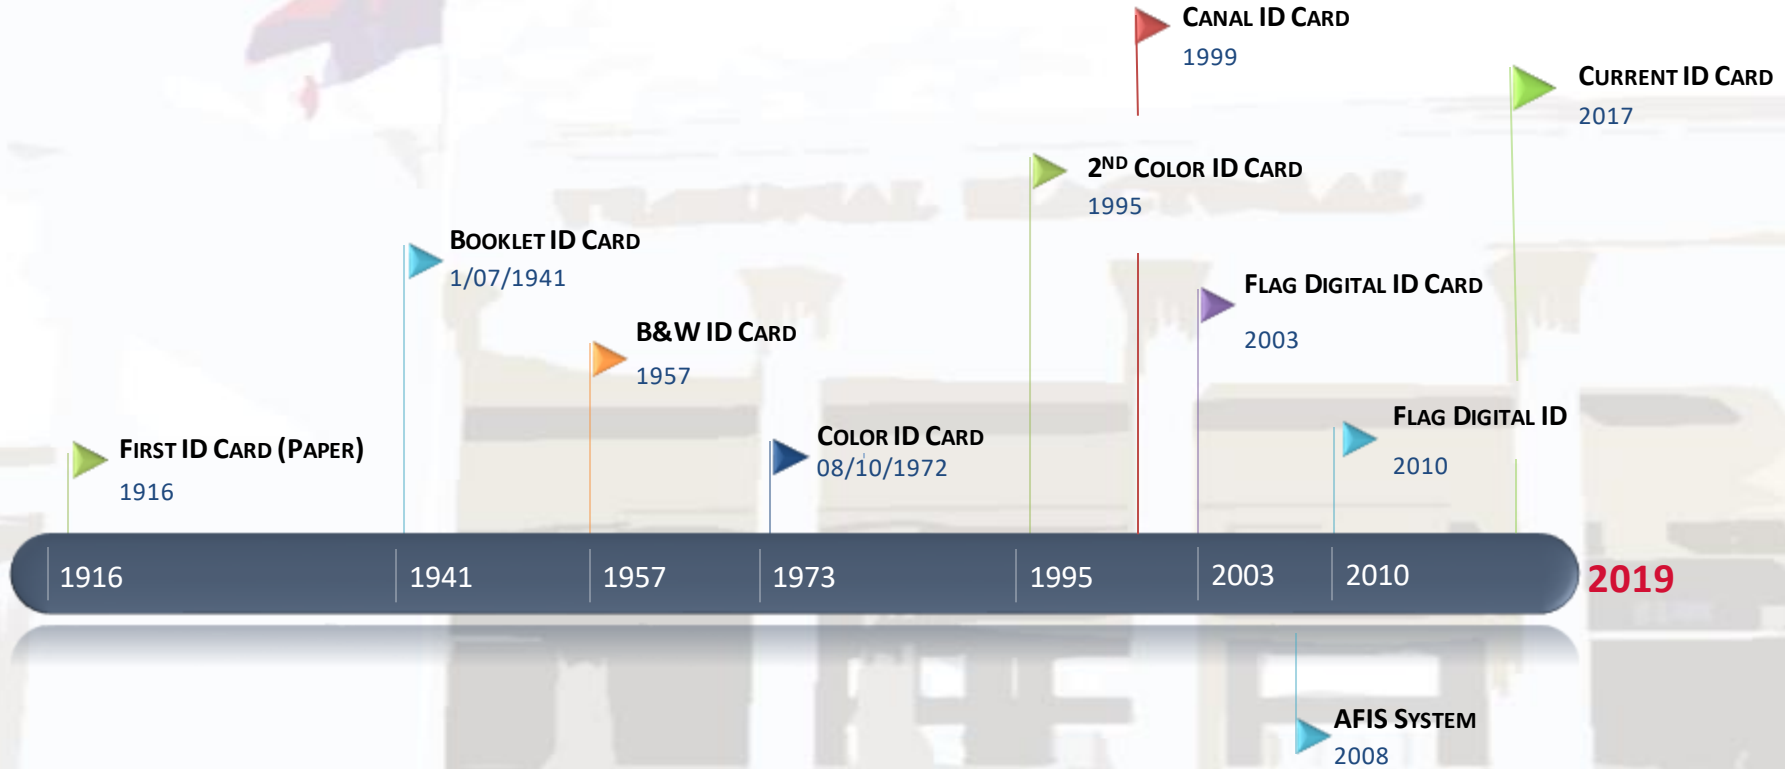 CANAL ID CARD
1999
CURRENT ID CARD
2017
2ND COLOR ID CARD
1995
BOOKLET ID CARD
1/07/1941
FLAG DIGITAL ID CARD
2003
B&W ID CARD
1957
FLAG DIGITAL ID
2010
COLOR ID CARD
08/10/1972
FIRST ID CARD (PAPER)
1916
1916
1941
1957
1973
1995
2003
2010
2019
AFIS SYSTEM
2008